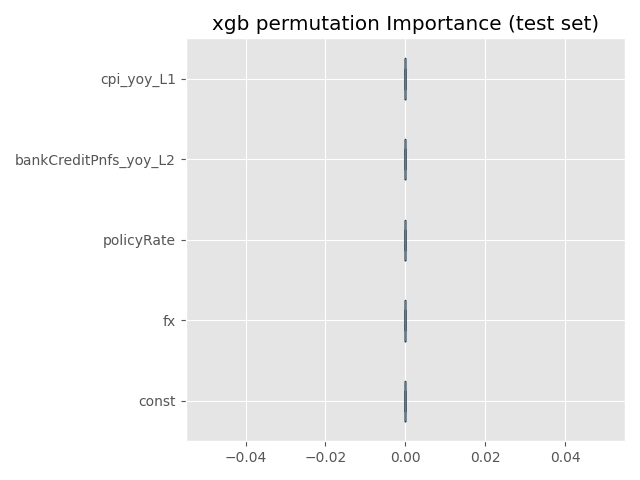 xgb permutation Importance (test set)
cpi_yoy_L1
bankCreditPnfs_yoy_L2
policyRate
fx
const
−0.04 −0.02 0.00 0.02 0.04